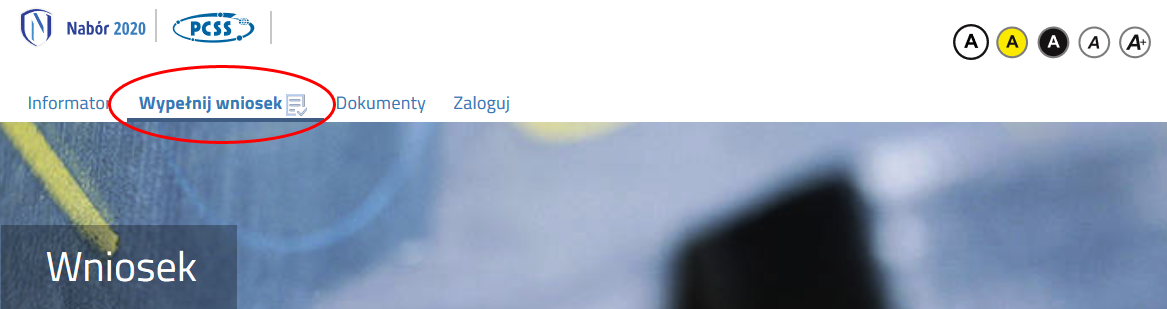 Nabór 2020 PCSS
A A A A A+
Informator Wypełnij wniosek Dokumenty Zaloguj
Wniosek